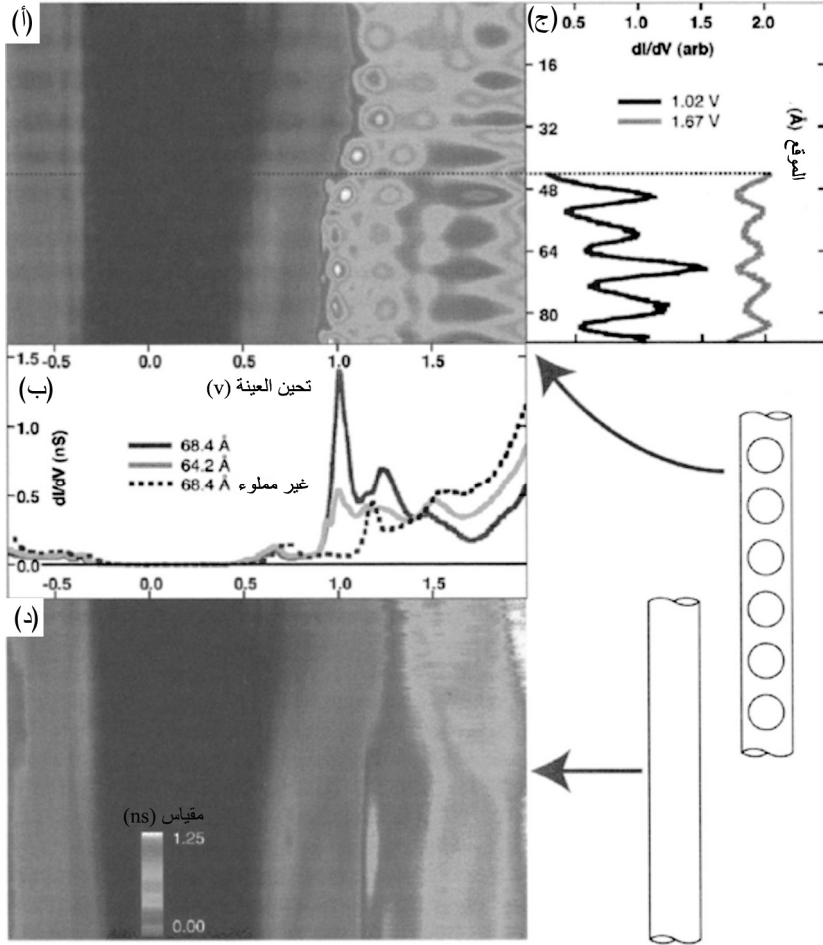 (أ)
(ج)
0.5 1.0 1.5 2.0
dI/dV (arb)
16
32
48
64
80
الموقع (Å)
1.02 V
1.67 V
-0.5 0.0 0.5 1.0 1.5
(ب)
تحين العينة (v)
1.5
1.0
0.5
0.0
dI/dV (nS)
68.4 Å
64.2 Å
68.4 Å غير مملوء
-0.5 0.0 0.5 1.0 1.5
(د)
مقياس (ns)
1.25
0.00